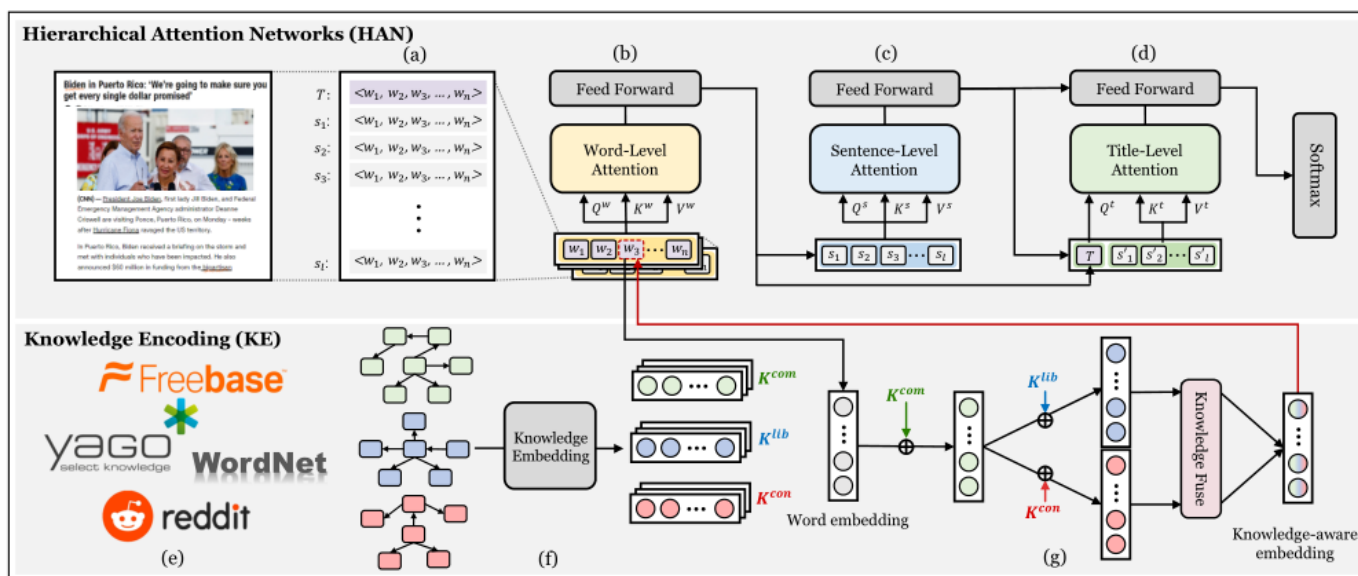 Hierarchical Attention Networks (HAN)
(a)
(b)
(c)
(d)
Biden in Puerto Rico: 'We're going to make sure you
get every single dollar promised'
(CNN) — President Joe Biden, first lady Jill Biden, and Federal
Emergency Management Agency administrator Deanne
Criswell are visiting Ponce, Puerto Rico, on Monday – weeks
after Hurricane Fiona ravaged the US territory.
In Puerto Rico, Biden received a briefing on the storm and
met with individuals who have been impacted. He also
announced $60 million in funding from the bipartisan
T: <w₁, w₂, w₃, ... , wₙ>
s₁: <w₁, w₂, w₃, ... , wₙ>
s₂: <w₁, w₂, w₃, ... , wₙ>
s₃: <w₁, w₂, w₃, ... , wₙ>
sₗ: <w₁, w₂, w₃, ... , wₙ>
Feed Forward
Word-Level
Attention
Qʷ Kʷ Vʷ
w₁ w₂ w₃ ··· wₙ
Feed Forward
Sentence-Level
Attention
Qˢ Kˢ Vˢ
s₁ s₂ s₃ ··· sₗ
Feed Forward
Title-Level
Attention
Qᵗ Kᵗ Vᵗ
T s'₁ s'₂ ··· s'ₗ
Softmax
Knowledge Encoding (KE)
Freebase
yago
select knowledge
WordNet
reddit
(e)
Knowledge
Embedding
(f)
Kᶜᵒᵐ
Kˡⁱᵇ
Kᶜᵒⁿ
Word embedding
Kᶜᵒᵐ
Kˡⁱᵇ
Kᶜᵒⁿ
(g)
Knowledge Fuse
Knowledge-aware
embedding